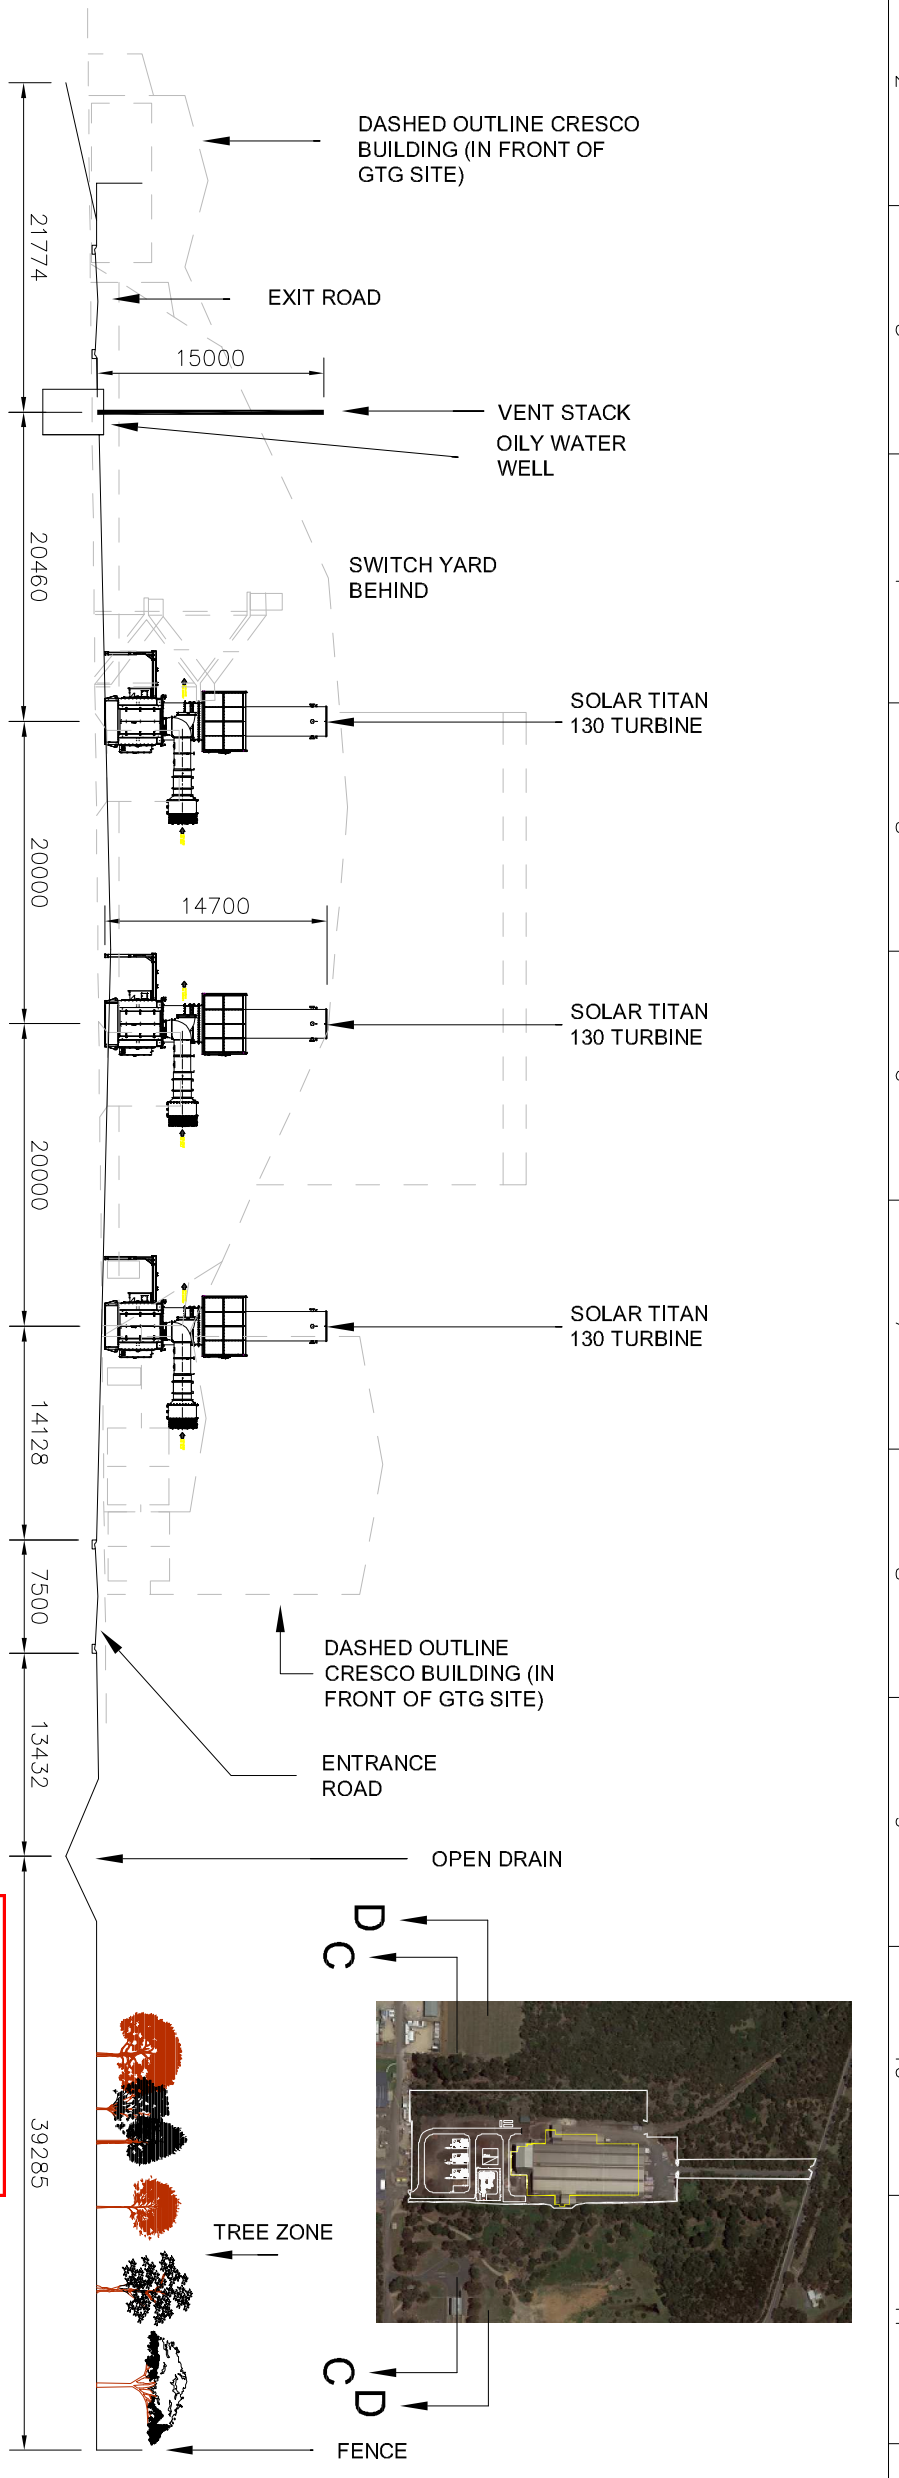 DASHED OUTLINE CRESCO
BUILDING (IN FRONT OF
GTG SITE)
21774
EXIT ROAD
15000
VENT STACK
OILY WATER
WELL
20460
SWITCH YARD
BEHIND
SOLAR TITAN
130 TURBINE
20000
14700
SOLAR TITAN
130 TURBINE
20000
SOLAR TITAN
130 TURBINE
14128
7500
DASHED OUTLINE
CRESCO BUILDING (IN
FRONT OF GTG SITE)
13432
ENTRANCE
ROAD
OPEN DRAIN
D
C
39285
TREE ZONE
C
D
FENCE